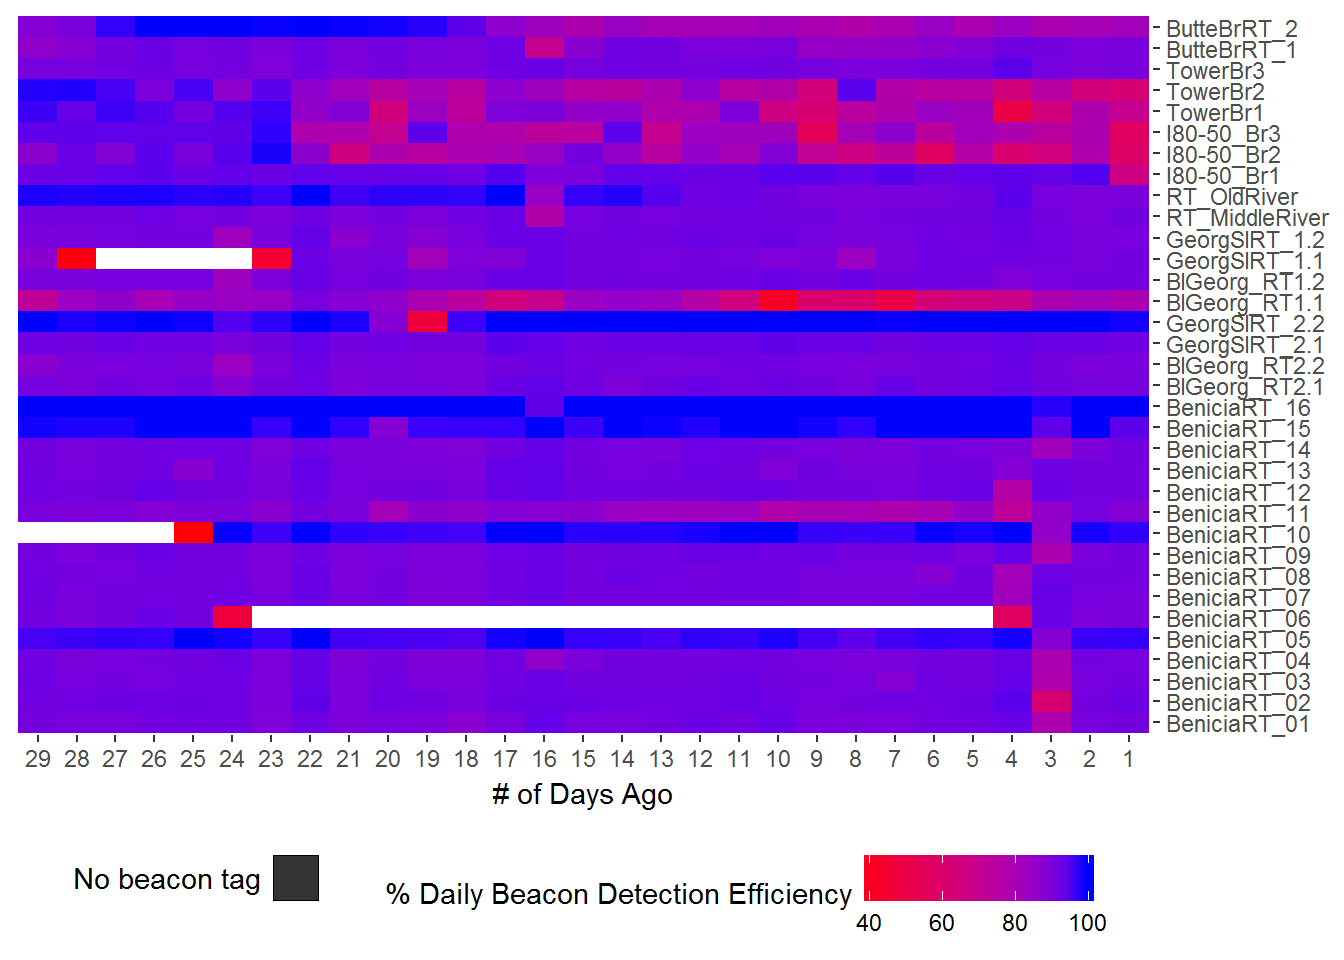 ButteBrRT_2
ButteBrRT_1
TowerBr3
TowerBr2
TowerBr1
I80-50_Br3
I80-50_Br2
I80-50_Br1
RT_OldRiver
RT_MiddleRiver
GeorgSlRT_1.2
GeorgSlRT_1.1
BlGeorg_RT1.2
BlGeorg_RT1.1
GeorgSlRT_2.2
GeorgSlRT_2.1
BlGeorg_RT2.2
BlGeorg_RT2.1
BeniciaRT_16
BeniciaRT_15
BeniciaRT_14
BeniciaRT_13
BeniciaRT_12
BeniciaRT_11
BeniciaRT_10
BeniciaRT_09
BeniciaRT_08
BeniciaRT_07
BeniciaRT_06
BeniciaRT_05
BeniciaRT_04
BeniciaRT_03
BeniciaRT_02
BeniciaRT_01
29 28 27 26 25 24 23 22 21 20 19 18 17 16 15 14 13 12 11 10 9 8 7 6 5 4 3 2 1
# of Days Ago
No beacon tag
% Daily Beacon Detection Efficiency
40 60 80 100